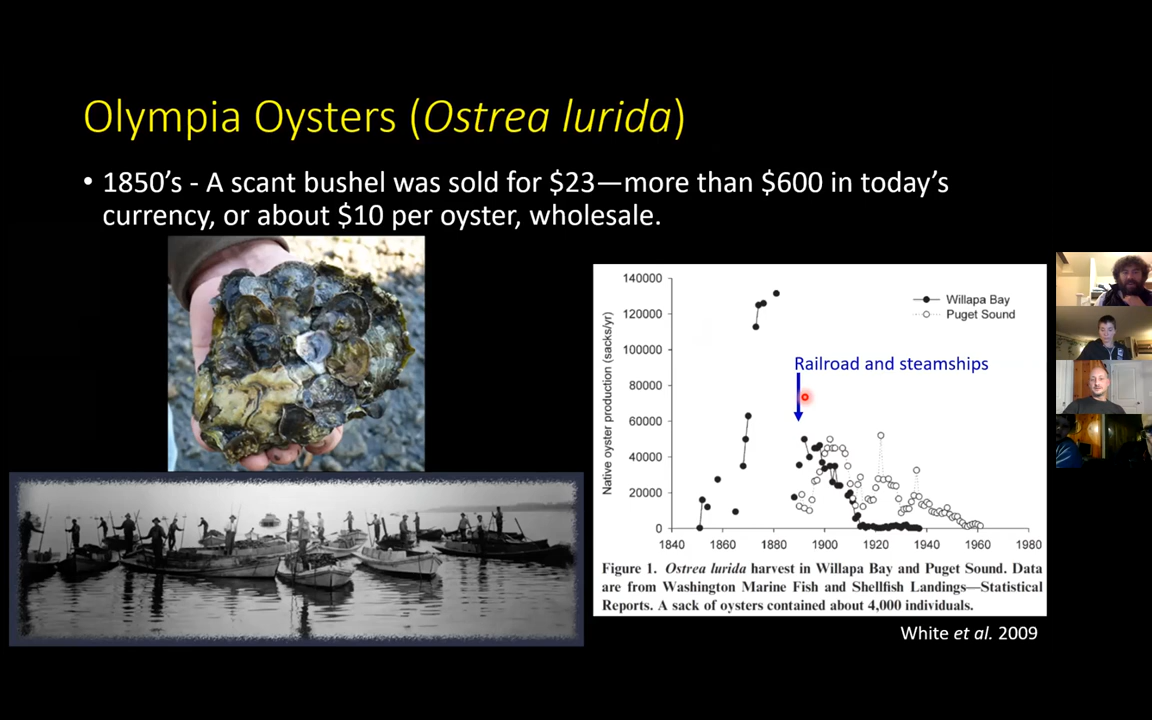 Olympia Oysters (Ostrea lurida)
• 1850’s - A scant bushel was sold for $23—more than $600 in today’s
currency, or about $10 per oyster, wholesale.
Native oyster production (sacks/yr)
140000
120000
100000
80000
60000
40000
20000
0
Willapa Bay
Puget Sound
Railroad and steamships
1840 1860 1880 1900 1920 1940 1960 1980
Figure 1. Ostrea lurida harvest in Willapa Bay and Puget Sound. Data
are from Washington Marine Fish and Shellfish Landings—Statistical
Reports. A sack of oysters contained about 4,000 individuals.
White et al. 2009